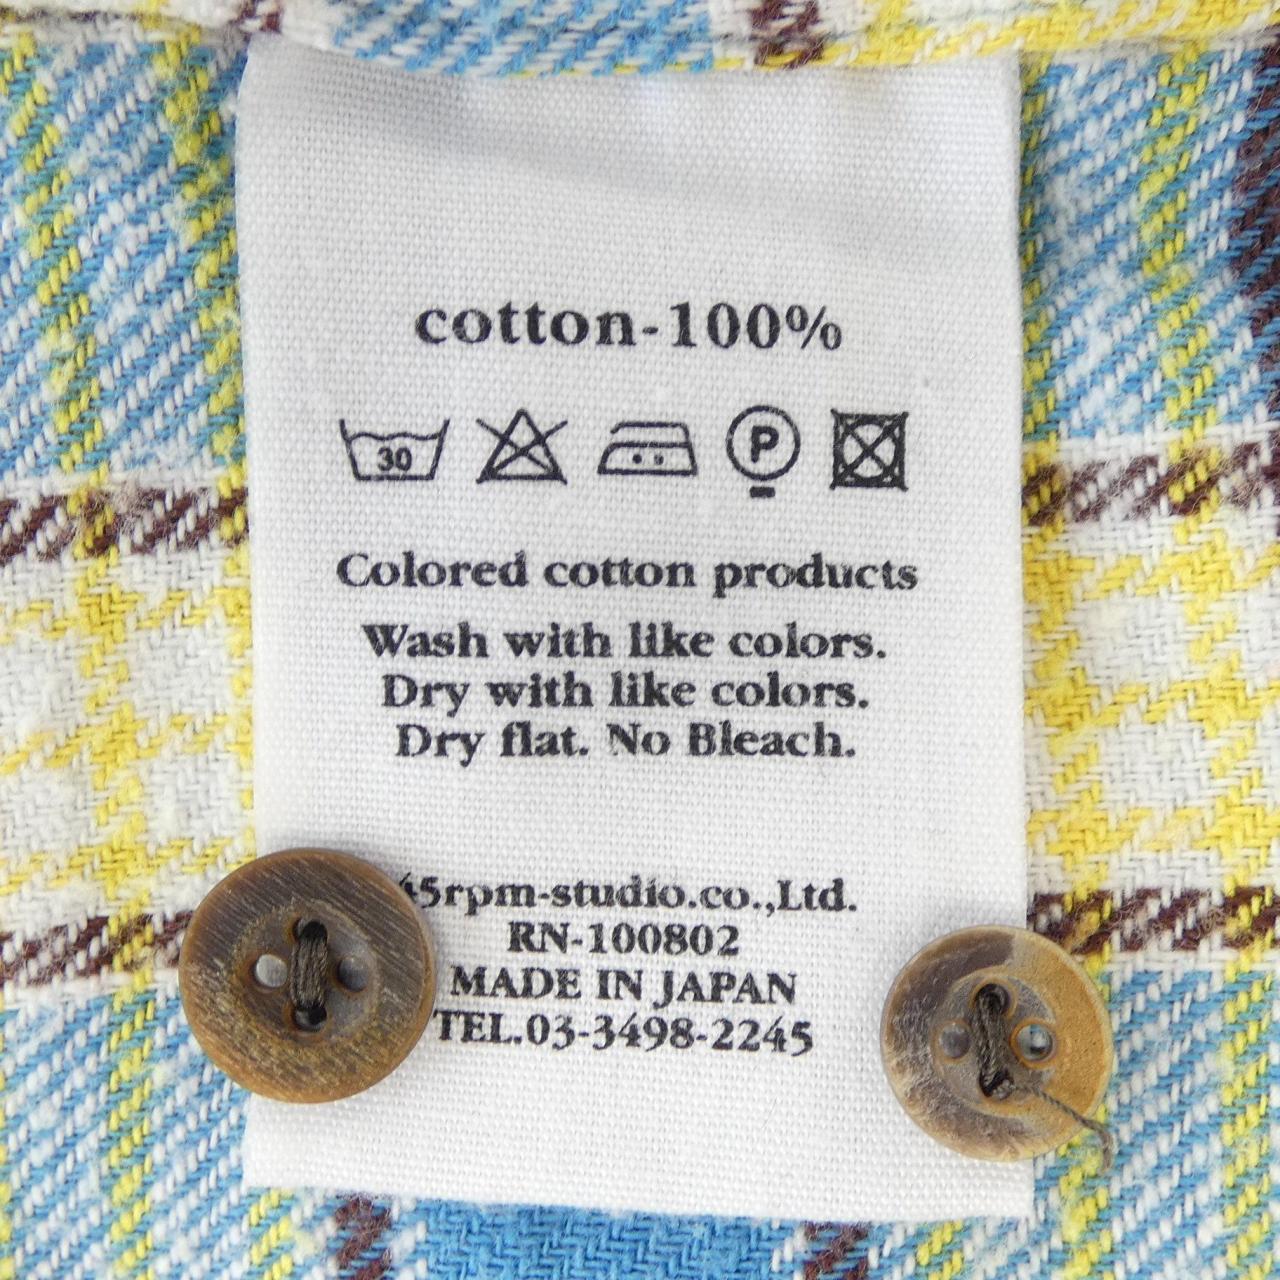 cotton-100%
30
P
Colored cotton products
Wash with like colors.
Dry with like colors.
Dry flat. No Bleach.
45rpm-studio.co.,Ltd.
RN-100802
MADE IN JAPAN
TEL.03-3498-2245